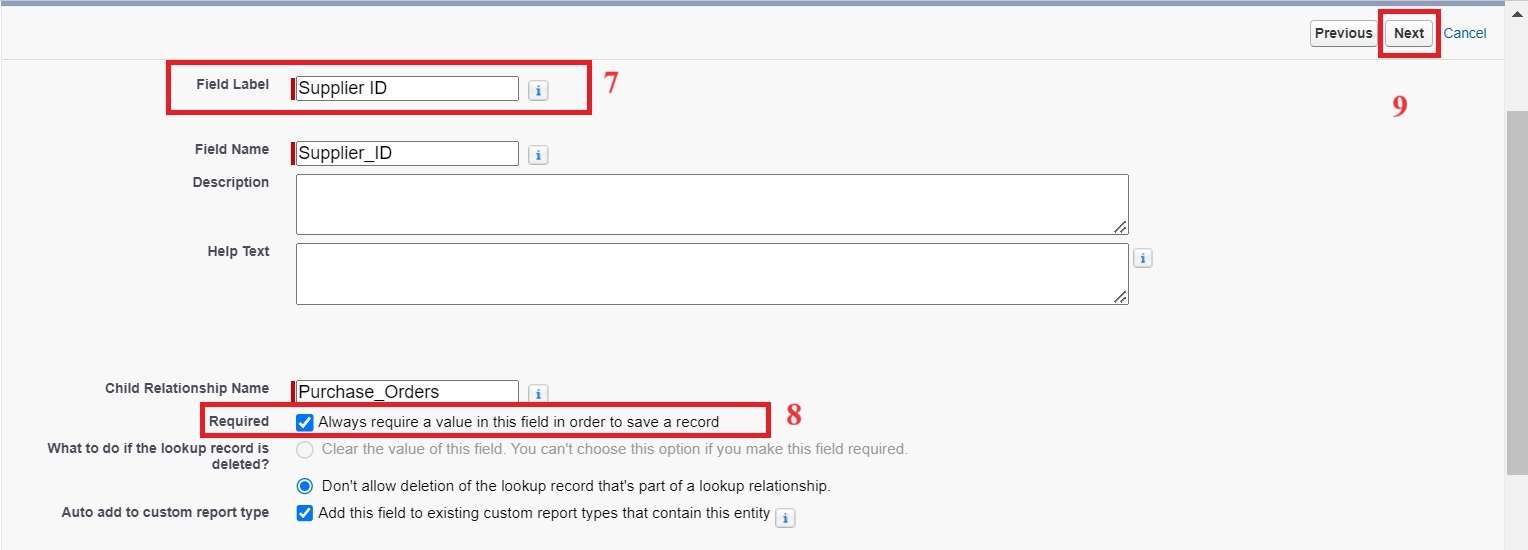 Previous Next Cancel
Field Label Supplier ID i 7
9
Field Name Supplier_ID i
Description
Help Text i
Child Relationship Name Purchase_Orders i
Required Always require a value in this field in order to save a record 8
What to do if the lookup record is
deleted?
Clear the value of this field. You can't choose this option if you make this field required.
Don't allow deletion of the lookup record that's part of a lookup relationship.
Auto add to custom report type Add this field to existing custom report types that contain this entity i